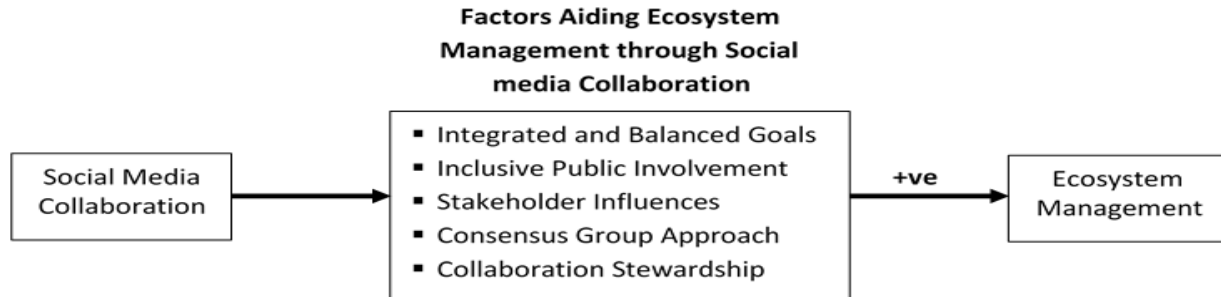 Factors Aiding Ecosystem
Management through Social
media Collaboration
▪ Integrated and Balanced Goals
▪ Inclusive Public Involvement
▪ Stakeholder Influences
▪ Consensus Group Approach
▪ Collaboration Stewardship
Social Media
Collaboration
+ve
Ecosystem
Management